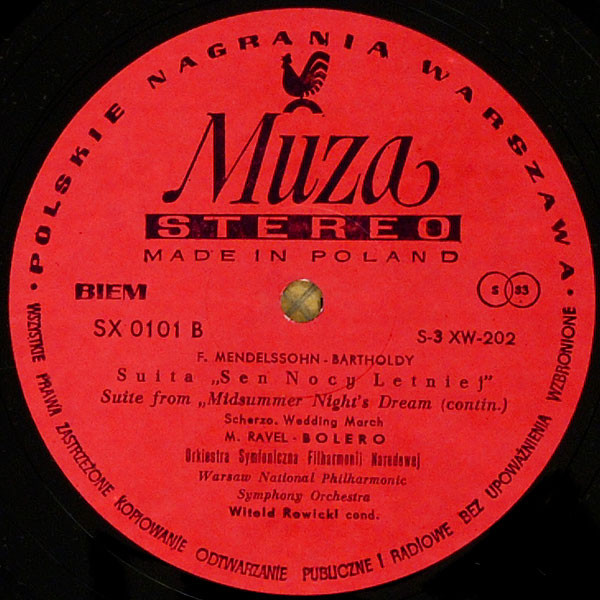 POLSKIE NAGRANIA WARSZAWA
Muza
STEREO
MADE IN POLAND
BIEM
S 33
SX 0101 B
S-3 XW-202
F. MENDELSSOHN - BARTHOLDY
Suita „Sen Nocy Letniej"
Suite from „Midsummer Night's Dream (contin.)
Scherzo. Wedding March
M. RAVEL - BOLERO
Orkiestra Symfoniczna Filharmonii Narodowej
Warsaw National Philharmonic
Symphony Orchestra
Witold Rowicki cond.
WSZYSTKIE PRAWA ZASTRZEŻONE KOPIOWANIE ODTWARZANIE PUBLICZNE I RADIOWE BEZ UPOWAŻNIENIA WZBRONIONE